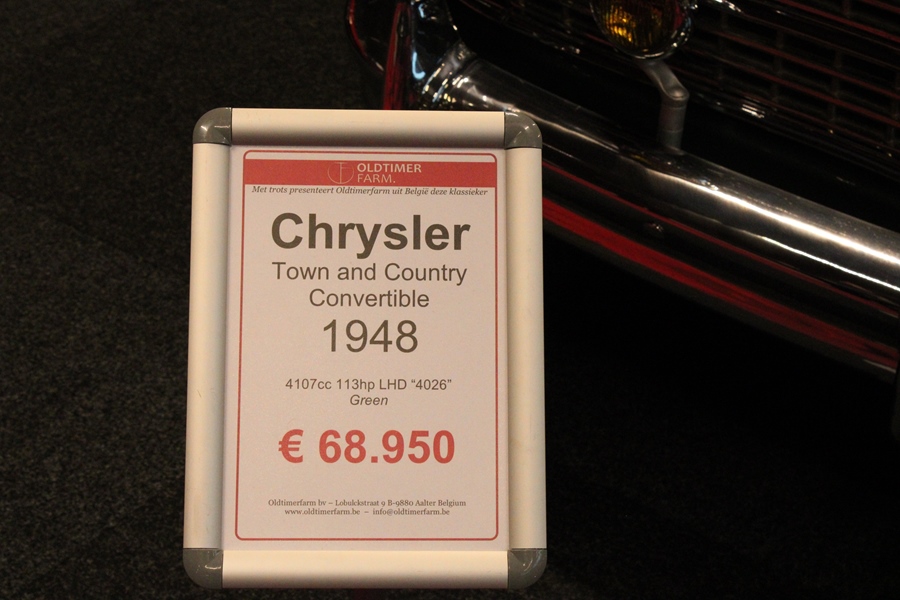 OLDTIMER
FARM.
Met trots presenteert Oldtimerfarm uit België deze klassieker
Chrysler
Town and Country
Convertible
1948
4107cc 113hp LHD “4026”
Green
€ 68.950
Oldtimerfarm bv – Lobulckstraat 9 B-9880 Aalter Belgium
www.oldtimerfarm.be – info@oldtimerfarm.be